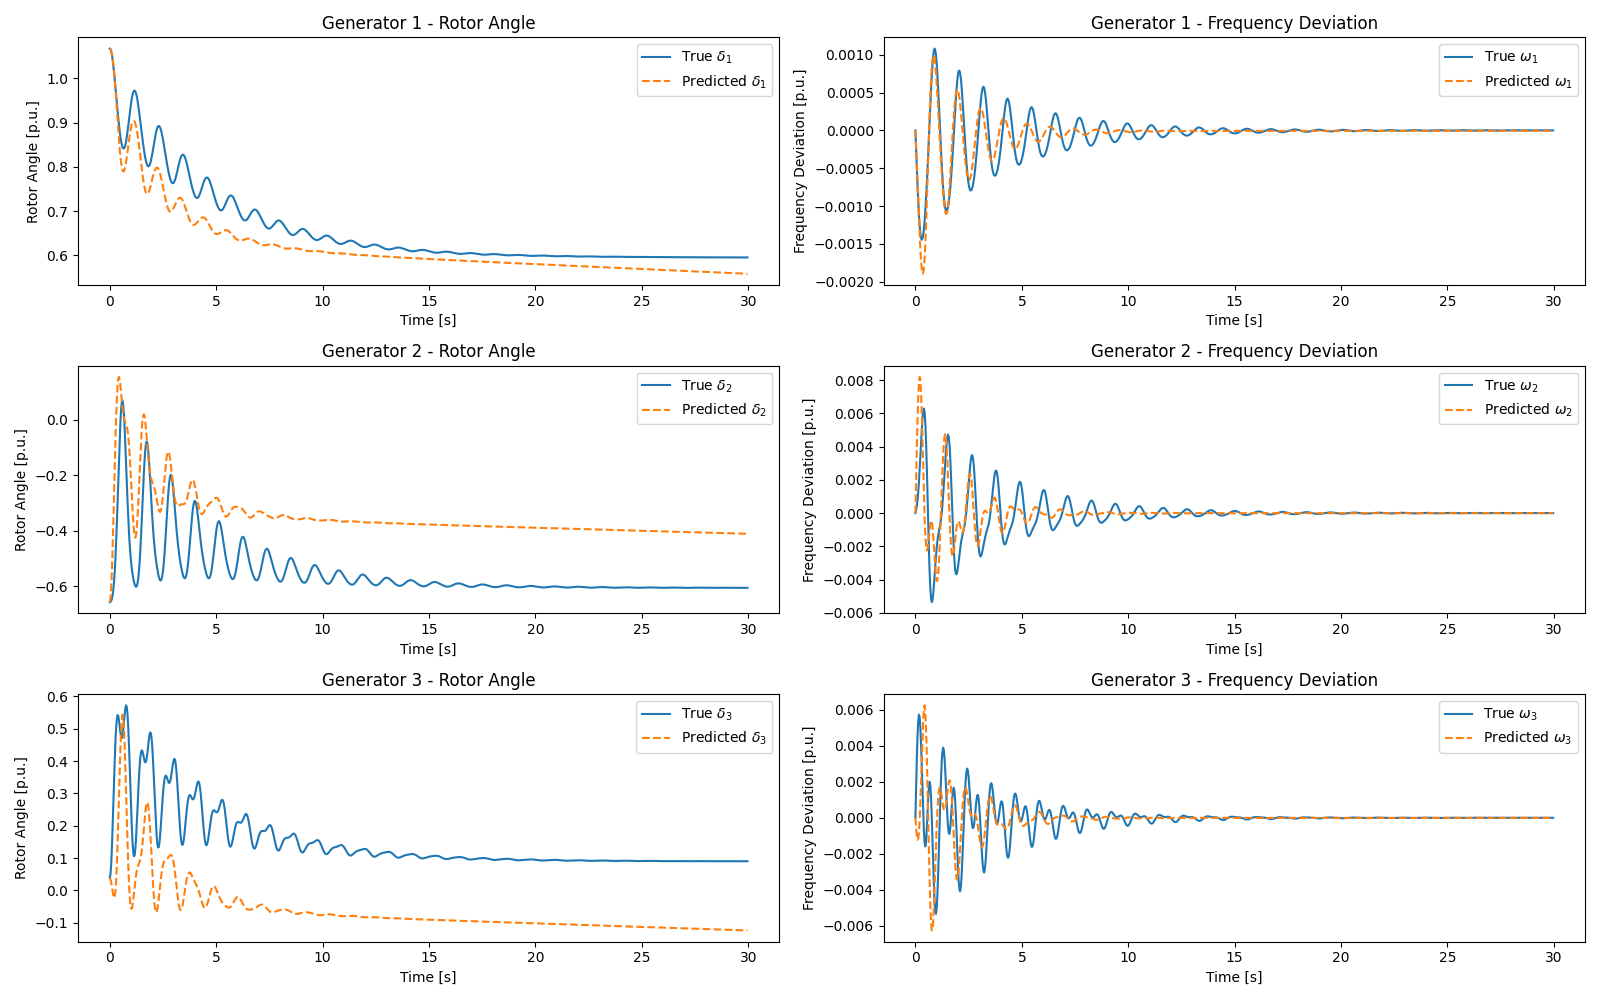 Generator 1 - Rotor Angle
Rotor Angle [p.u.]
1.0
0.9
0.8
0.7
0.6
True δ₁
Predicted δ₁
0 5 10 15 20 25 30
Time [s]
Generator 1 - Frequency Deviation
Frequency Deviation [p.u.]
0.0010
0.0005
0.0000
−0.0005
−0.0010
−0.0015
−0.0020
True ω₁
Predicted ω₁
0 5 10 15 20 25 30
Time [s]
Generator 2 - Rotor Angle
Rotor Angle [p.u.]
0.0
−0.2
−0.4
−0.6
True δ₂
Predicted δ₂
0 5 10 15 20 25 30
Time [s]
Generator 2 - Frequency Deviation
Frequency Deviation [p.u.]
0.008
0.006
0.004
0.002
0.000
−0.002
−0.004
−0.006
True ω₂
Predicted ω₂
0 5 10 15 20 25 30
Time [s]
Generator 3 - Rotor Angle
Rotor Angle [p.u.]
0.6
0.5
0.4
0.3
0.2
0.1
0.0
−0.1
True δ₃
Predicted δ₃
0 5 10 15 20 25 30
Time [s]
Generator 3 - Frequency Deviation
Frequency Deviation [p.u.]
0.006
0.004
0.002
0.000
−0.002
−0.004
−0.006
True ω₃
Predicted ω₃
0 5 10 15 20 25 30
Time [s]